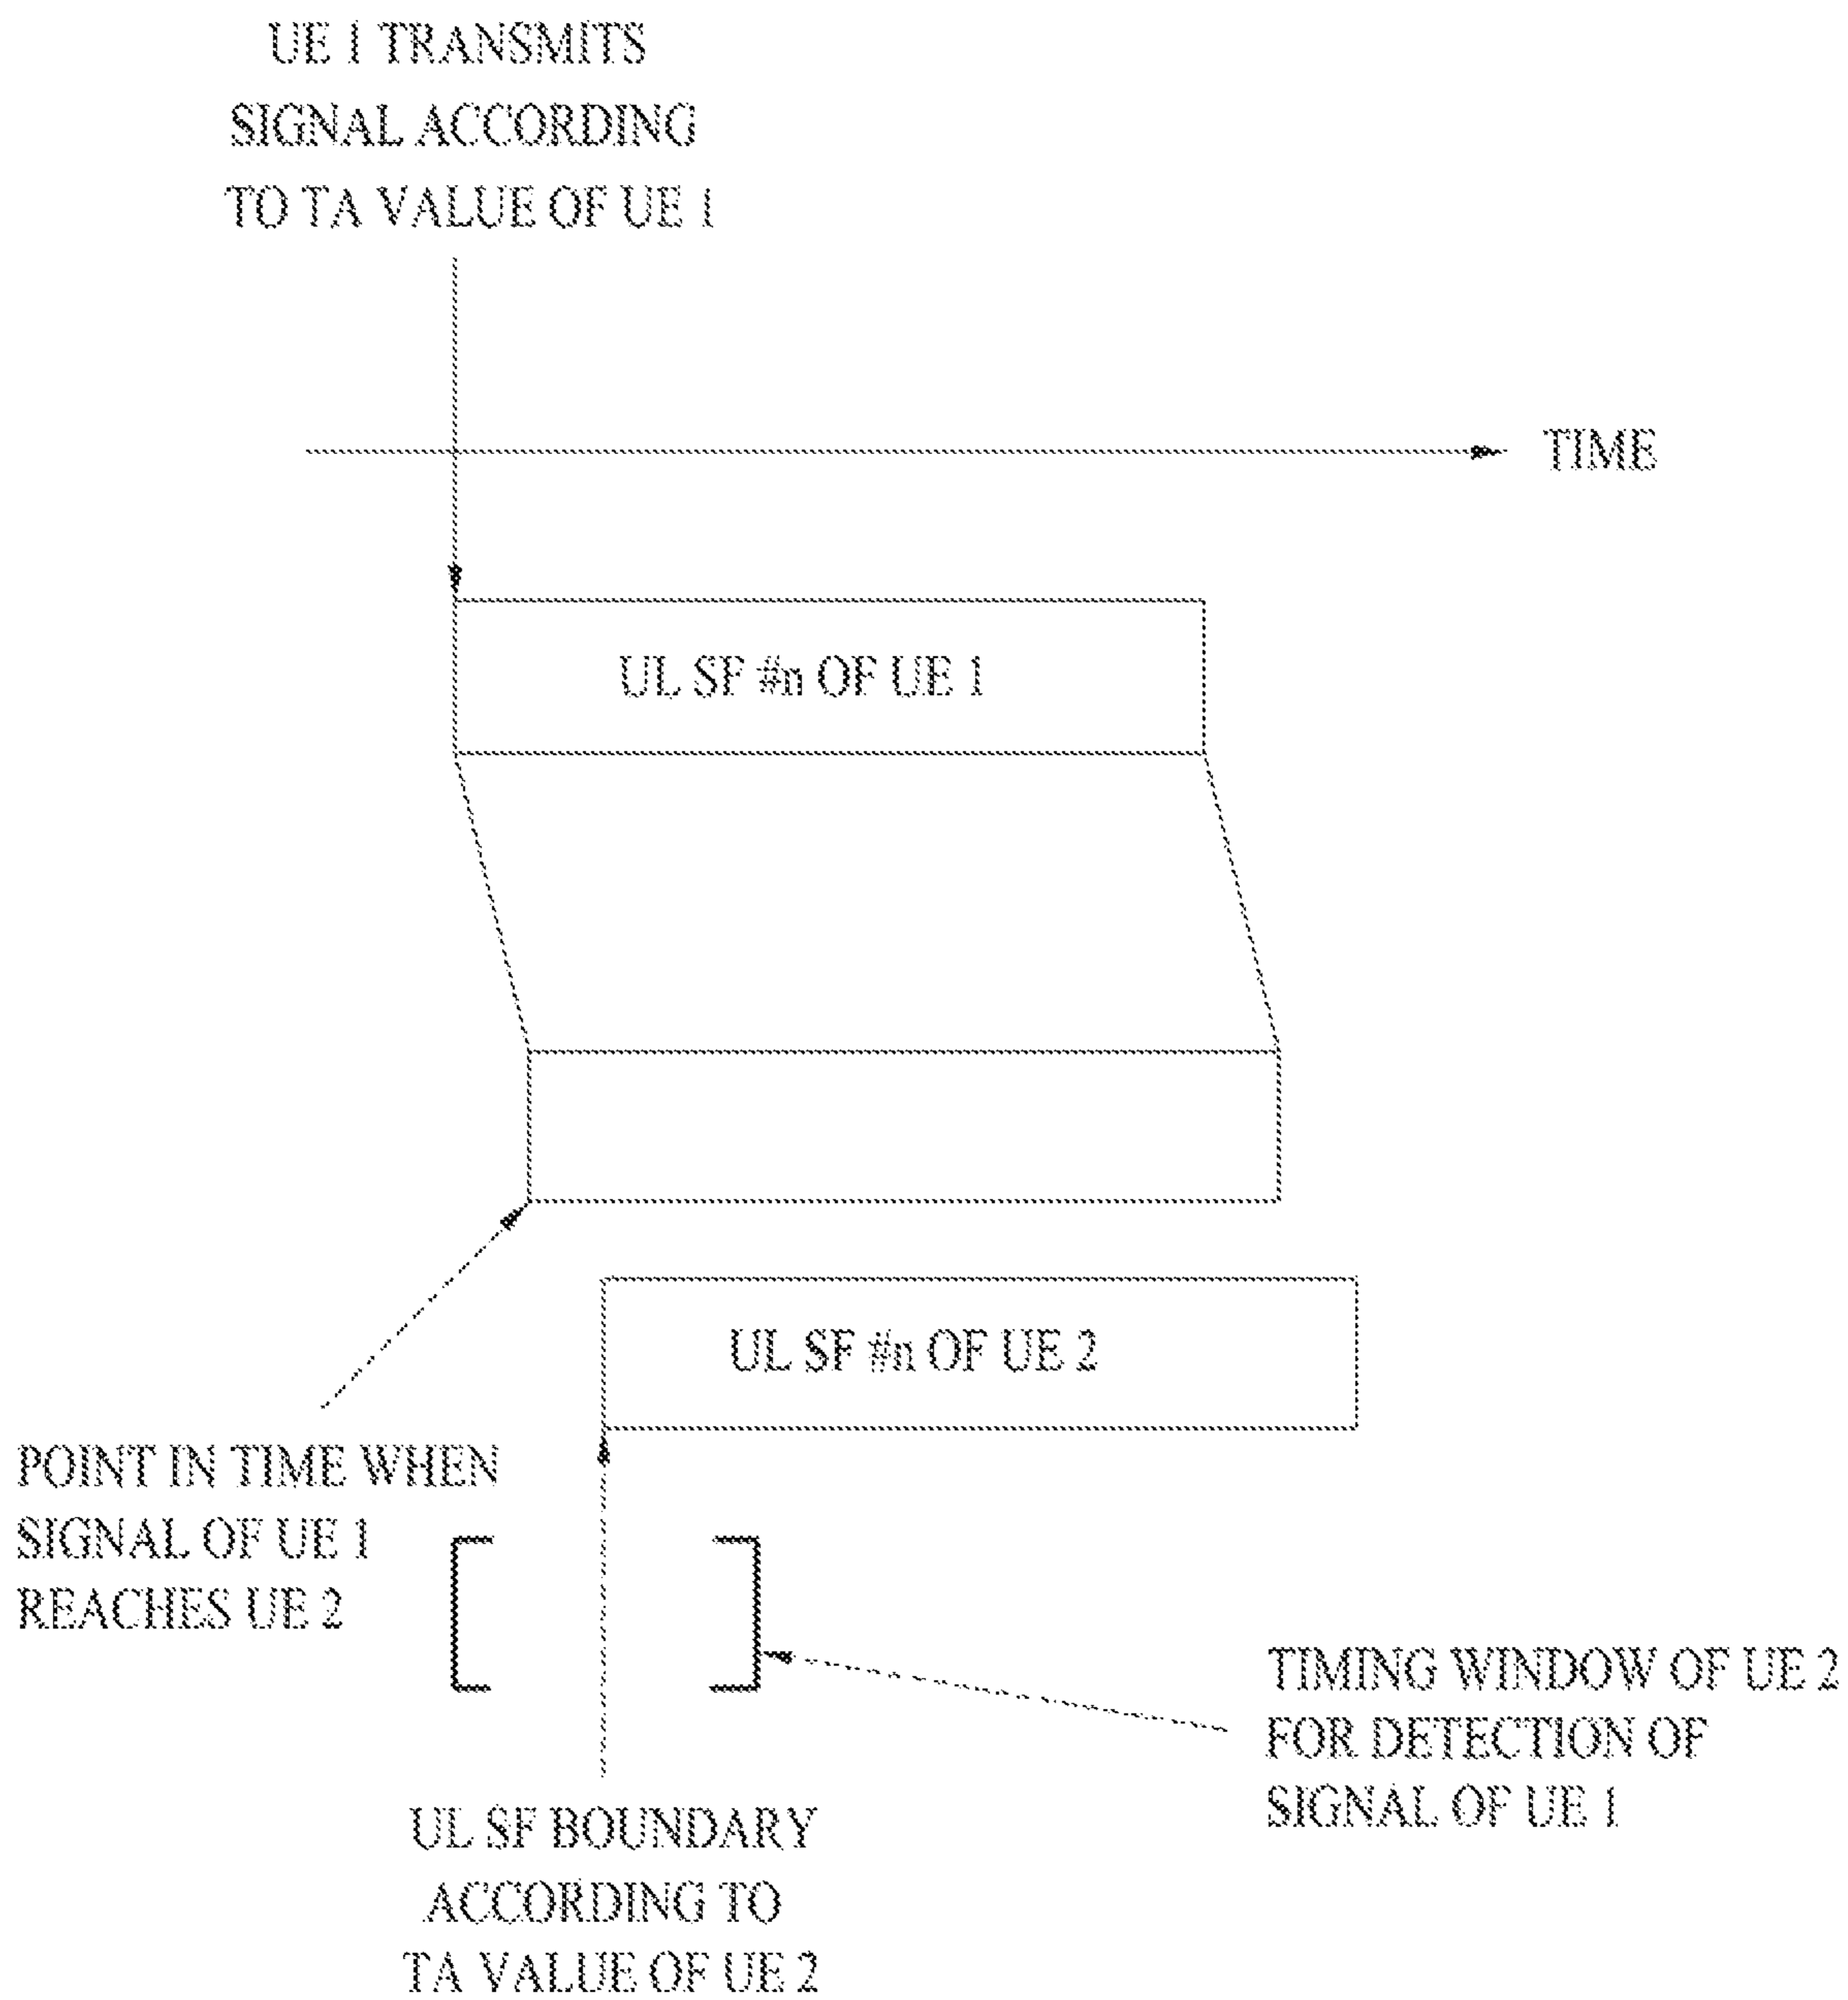 UE 1 TRANSMITS
SIGNAL ACCORDING
TO TA VALUE OF UE 1
TIME
UL SF #n OF UE 1
UL SF #n OF UE 2
POINT IN TIME WHEN
SIGNAL OF UE 1
REACHES UE 2
TIMING WINDOW OF UE 2
FOR DETECTION OF
SIGNAL OF UE 1
UL SF BOUNDARY
ACCORDING TO
TA VALUE OF UE 2